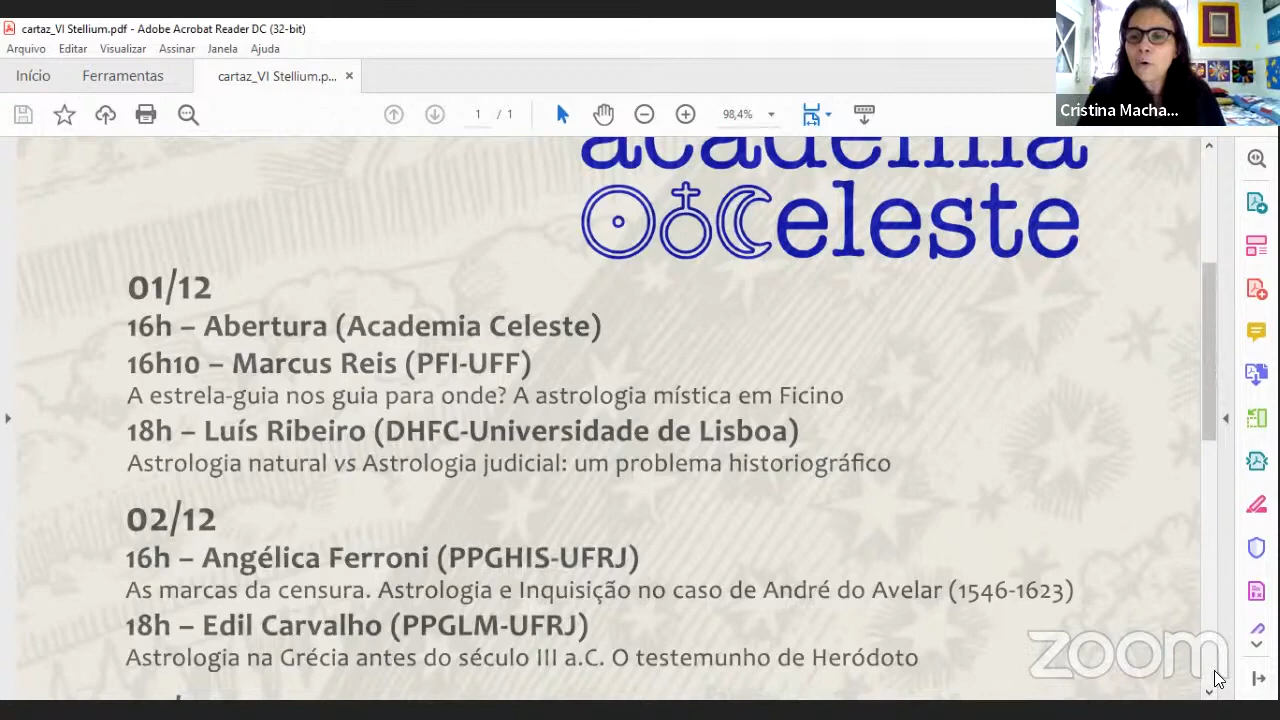 cartaz_VI Stellium.pdf - Adobe Acrobat Reader DC (32-bit)
Arquivo Editar Visualizar Assinar Janela Ajuda
Início Ferramentas cartaz_VI Stellium.p... ×
1 / 1 98,4%
Cristina Macha...
academia
celeste
01/12
16h – Abertura (Academia Celeste)
16h10 – Marcus Reis (PFI-UFF)
A estrela-guia nos guia para onde? A astrologia mística em Ficino
18h – Luís Ribeiro (DHFC-Universidade de Lisboa)
Astrologia natural vs Astrologia judicial: um problema historiográfico
02/12
16h – Angélica Ferroni (PPGHIS-UFRJ)
As marcas da censura. Astrologia e Inquisição no caso de André do Avelar (1546-1623)
18h – Edil Carvalho (PPGLM-UFRJ)
Astrologia na Grécia antes do século III a.C. O testemunho de Heródoto
zoom